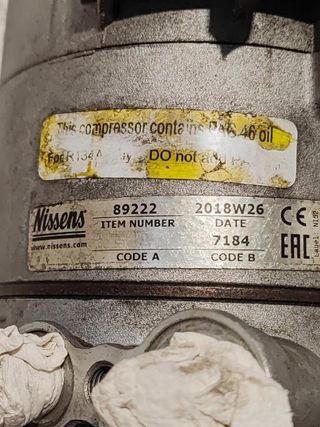 This compressor contains PAG 46 oil
For R134A DO not
Nissens
89222 2018W26 CE
ITEM NUMBER DATE
www.nissens.com
7184 EAC
CODE A CODE B